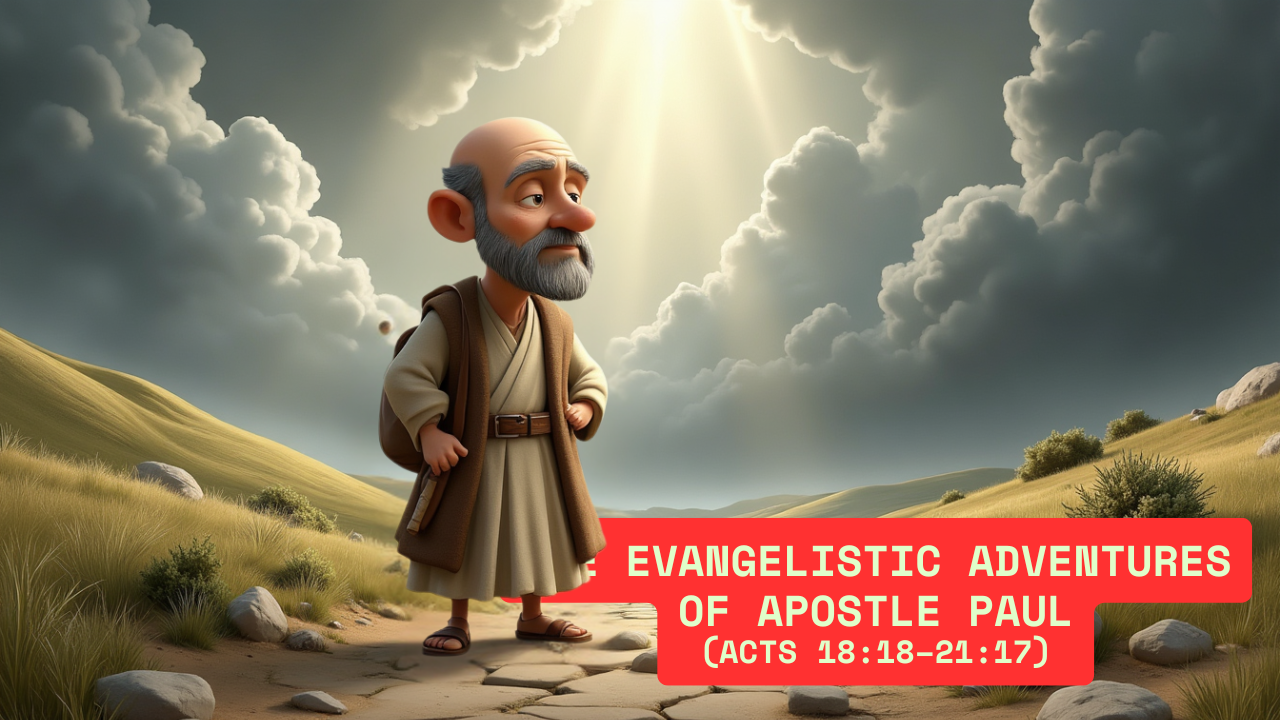 EVANGELISTIC ADVENTURES
OF APOSTLE PAUL
(ACTS 18:18-21:17)